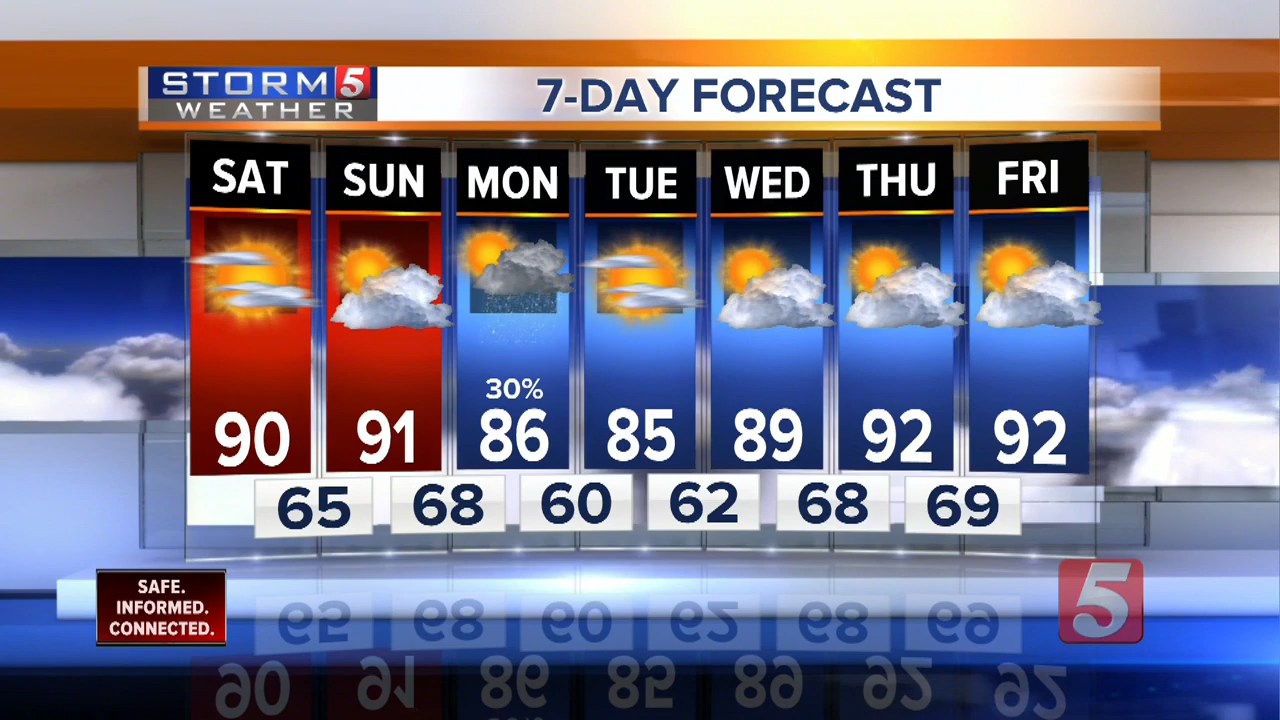 STORM 5
WEATHER
7-DAY FORECAST
SAT SUN MON TUE WED THU FRI
30%
90 91 86 85 89 92 92
65 68 60 62 68 69
SAFE.
INFORMED.
CONNECTED.
5